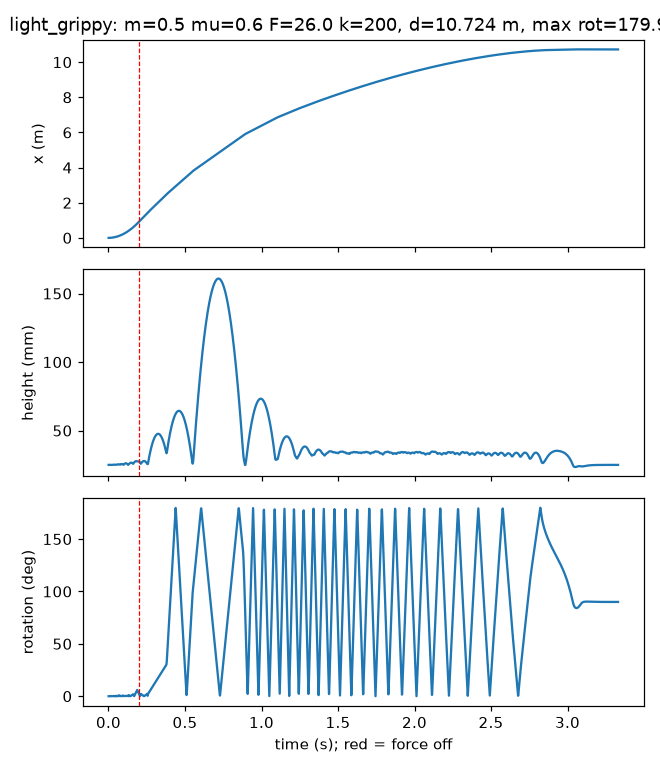 light_grippy: m=0.5 mu=0.6 F=26.0 k=200, d=10.724 m, max rot=179.9
10
8
6
4
2
0
x (m)
150
100
50
height (mm)
150
100
50
0
rotation (deg)
0.0 0.5 1.0 1.5 2.0 2.5 3.0
time (s); red = force off